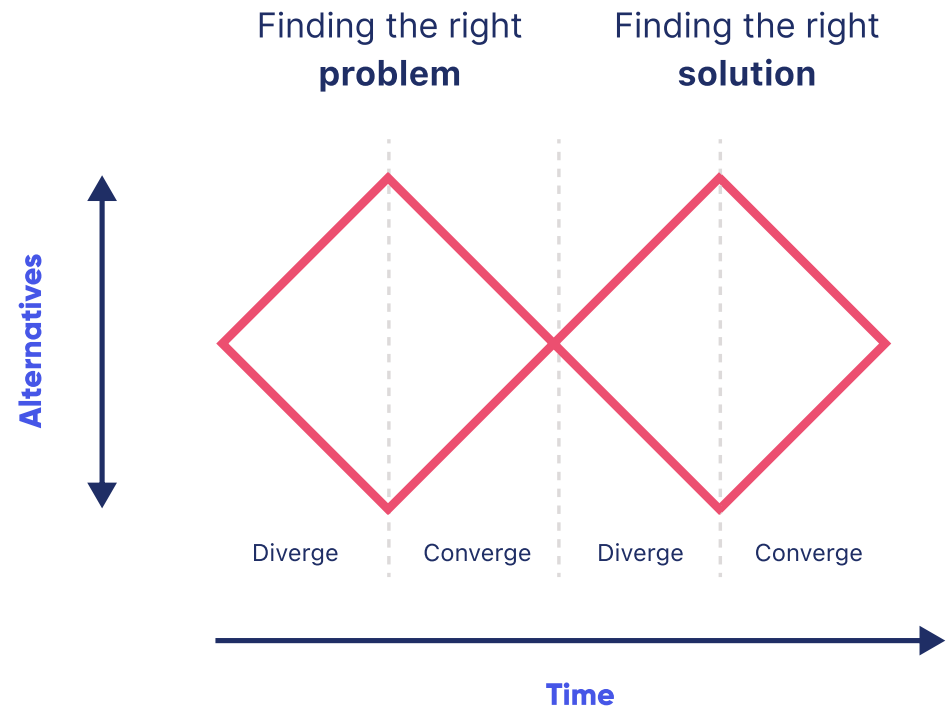 Finding the right
problem
Finding the right
solution
Alternatives
Diverge
Converge
Diverge
Converge
Time